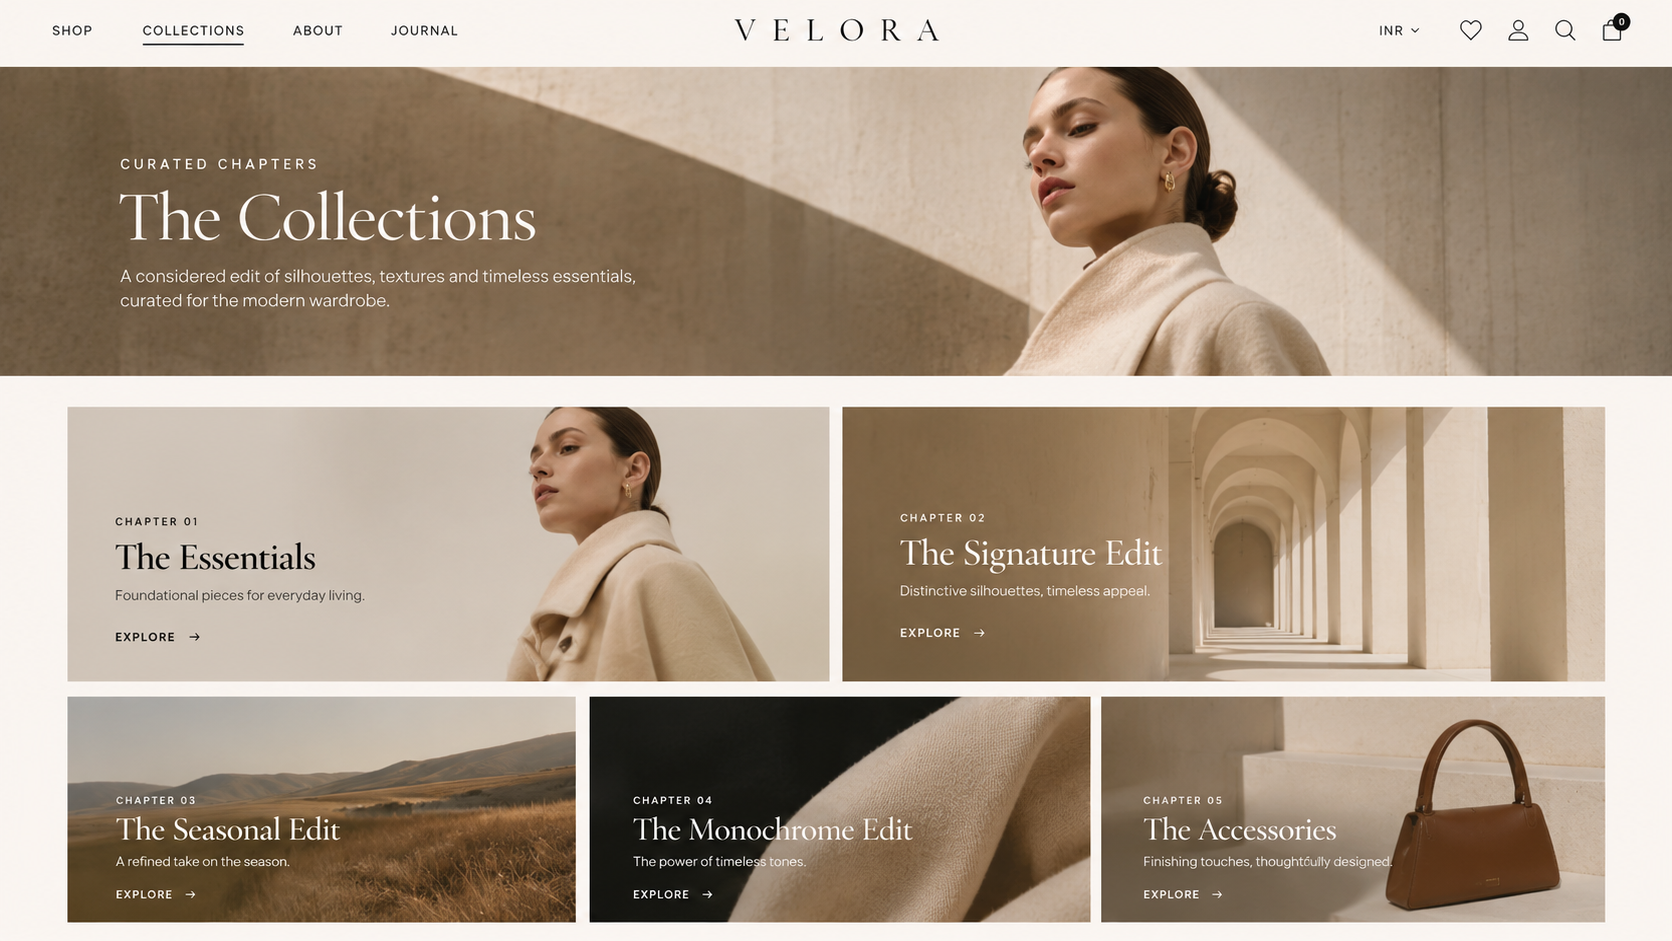 SHOP COLLECTIONS ABOUT JOURNAL VELORA INR 0
CURATED CHAPTERS
The Collections
A considered edit of silhouettes, textures and timeless essentials,
curated for the modern wardrobe.
CHAPTER 01
The Essentials
Foundational pieces for everyday living.
EXPLORE →
CHAPTER 02
The Signature Edit
Distinctive silhouettes, timeless appeal.
EXPLORE →
CHAPTER 03
The Seasonal Edit
A refined take on the season.
EXPLORE →
CHAPTER 04
The Monochrome Edit
The power of timeless tones.
EXPLORE →
CHAPTER 05
The Accessories
Finishing touches, thoughtfully designed.
EXPLORE →